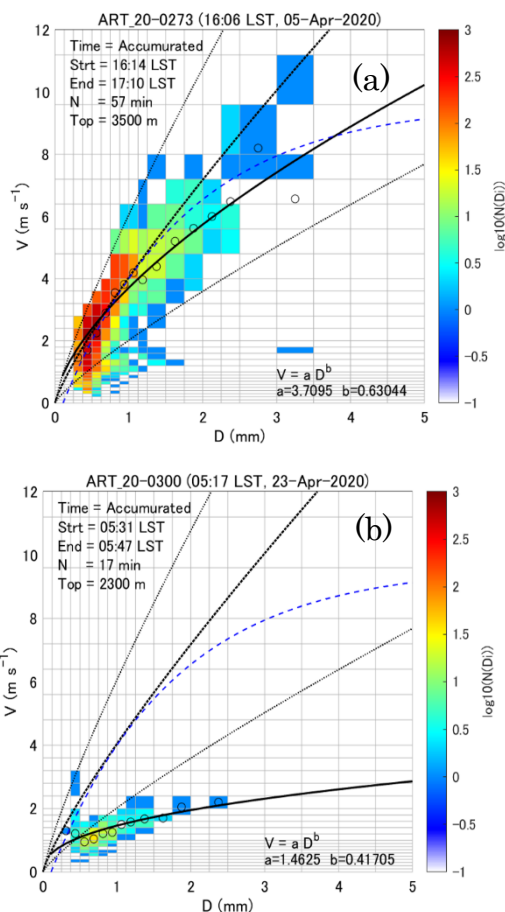 ART_20-0273 (16:06 LST, 05-Apr-2020)
12
10
8
6
4
2
0
V (m s⁻¹)
Time = Accumurated
Strt = 16:14 LST
End = 17:10 LST
N = 57 min
Top = 3500 m
(a)
V = a Dᵇ
a=3.7095 b=0.63044
0 1 2 3 4 5
D (mm)
3
2.5
2
1.5
1
0.5
0
−0.5
−1
log10(N(Di))
ART_20-0300 (05:17 LST, 23-Apr-2020)
12
10
8
6
4
2
0
V (m s⁻¹)
Time = Accumurated
Strt = 05:31 LST
End = 05:47 LST
N = 17 min
Top = 2300 m
(b)
V = a Dᵇ
a=1.4625 b=0.41705
0 1 2 3 4 5
D (mm)
3
2.5
2
1.5
1
0.5
0
−0.5
−1
log10(N(Di))